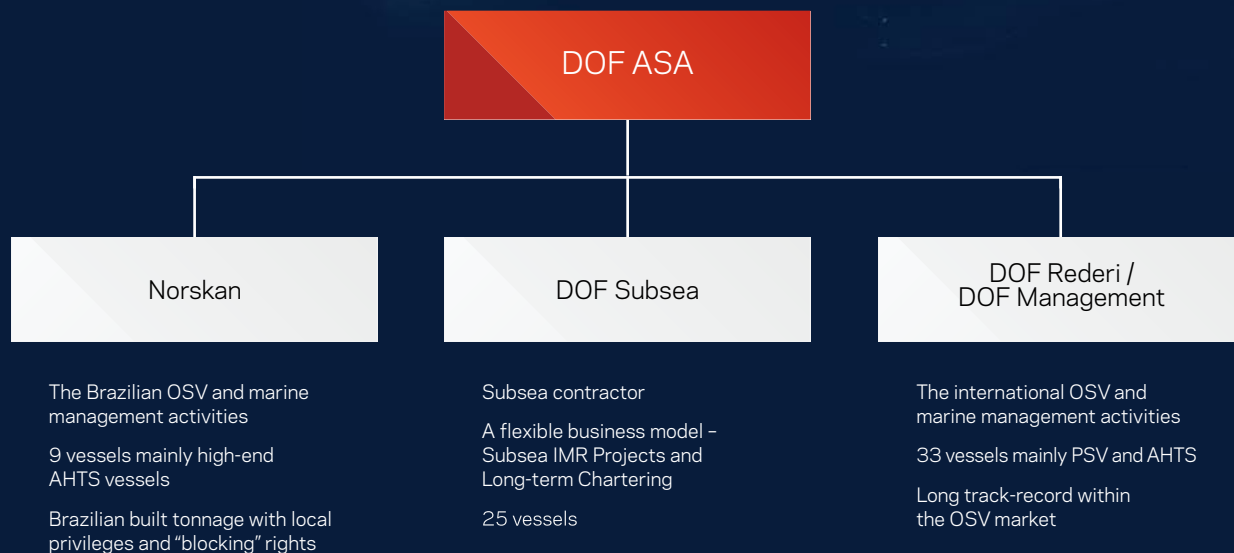 DOF ASA
Norskan
DOF Subsea
DOF Rederi /
DOF Management
The Brazilian OSV and marine
management activities
9 vessels mainly high-end
AHTS vessels
Brazilian built tonnage with local
privileges and “blocking” rights
Subsea contractor
A flexible business model –
Subsea IMR Projects and
Long-term Chartering
25 vessels
The international OSV and
marine management activities
33 vessels mainly PSV and AHTS
Long track-record within
the OSV market